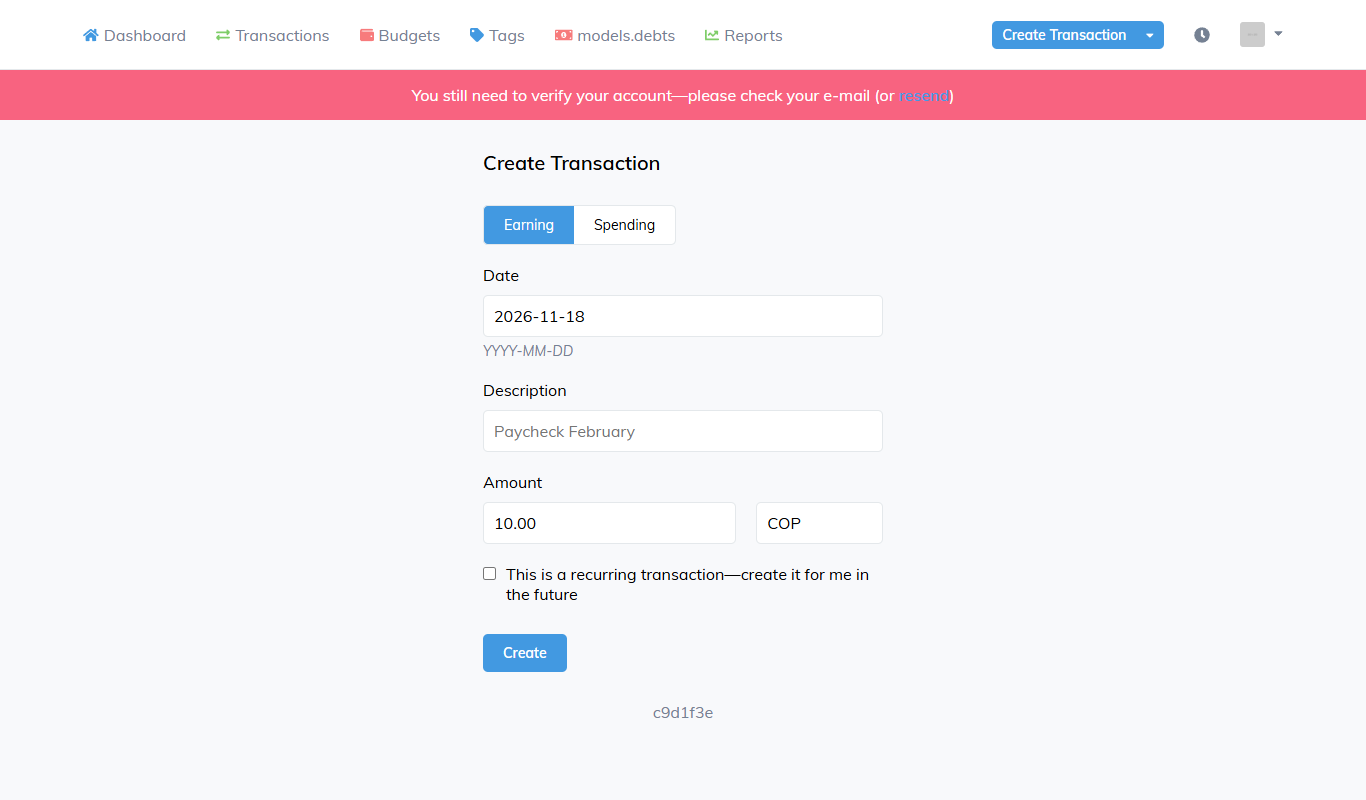 Dashboard Transactions Budgets Tags models.debts Reports Create Transaction
You still need to verify your account—please check your e-mail (or resend)
Create Transaction
Earning Spending
Date
2026-11-18
YYYY-MM-DD
Description
Paycheck February
Amount
10.00 COP
This is a recurring transaction—create it for me in
the future
Create
c9d1f3e